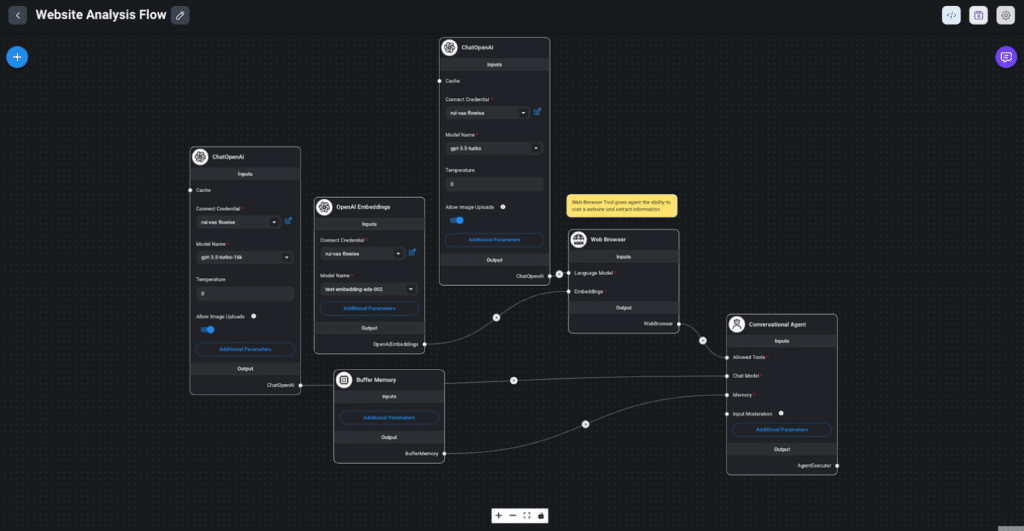 Website Analysis Flow
ChatOpenAI
Inputs
Cache
Connect Credential *
rui-vas flowise
Model Name *
gpt-3.5-turbo-16k
Temperature
0
Allow Image Uploads
Additional Parameters
Output
ChatOpenAI
OpenAI Embeddings
Inputs
Connect Credential *
rui-vas flowise
Model Name *
text-embedding-ada-002
Additional Parameters
Output
OpenAIEmbeddings
Buffer Memory
Inputs
Additional Parameters
Output
BufferMemory
ChatOpenAI
Inputs
Cache
Connect Credential *
rui-vas flowise
Model Name *
gpt-3.5-turbo
Temperature
0
Allow Image Uploads
Additional Parameters
Output
ChatOpenAI
Web Browser Tool gives agent the ability to
visit a website and extract information
Web Browser
Inputs
Language Model *
Embeddings *
Output
WebBrowser
Conversational Agent
Inputs
Allowed Tools *
Chat Model *
Memory *
Input Moderation
Additional Parameters
Output
AgentExecutor